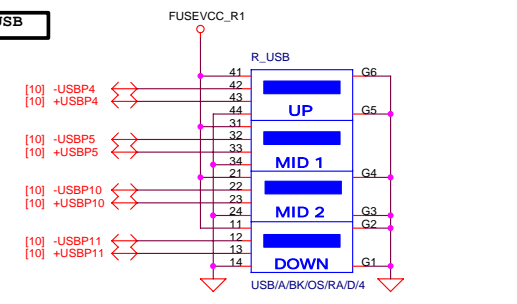 USB
FUSEVCC_R1
R_USB
41 G6
[10] -USBP4 42
[10] +USBP4 43
44 UP G5
31
[10] -USBP5 32
[10] +USBP5 33
34 MID 1
21 G4
[10] -USBP10 22
[10] +USBP10 23
24 MID 2 G3
11 G2
[10] -USBP11 12
[10] +USBP11 13
14 DOWN G1
USB/A/BK/OS/RA/D/4